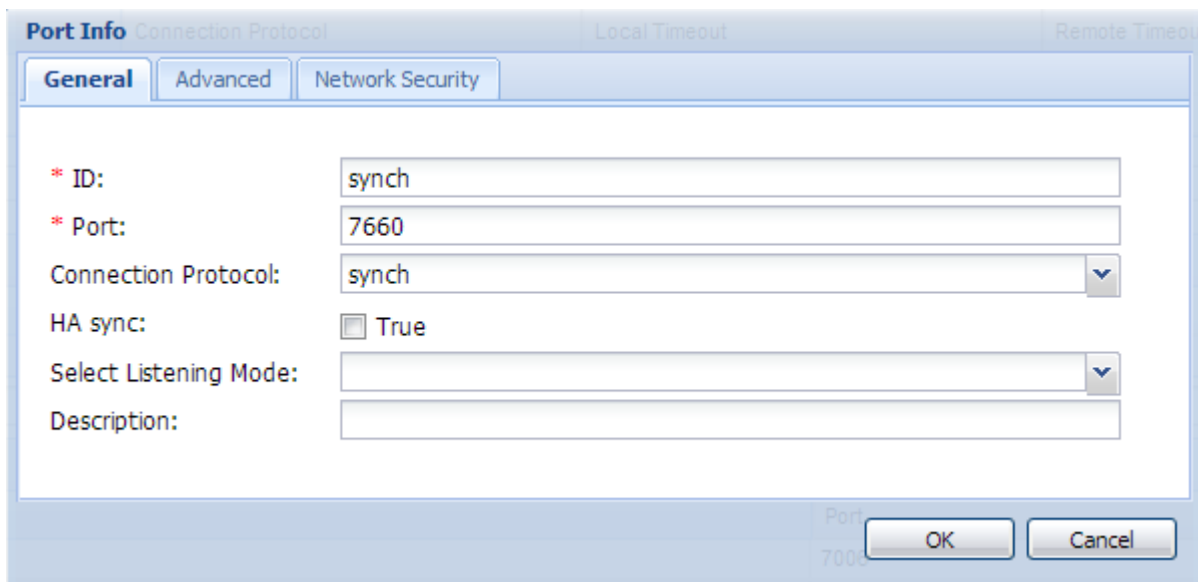 Port Info Connection Protocol Local Timeout Remote Timeou
General Advanced Network Security
* ID: synch
* Port: 7660
Connection Protocol: synch
HA sync: True
Select Listening Mode:
Description:
Port
OK Cancel
7006